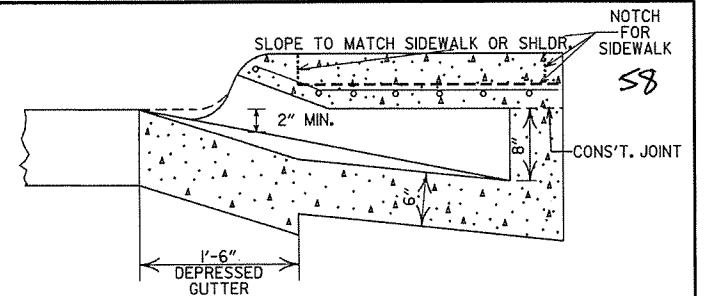 NOTCH
FOR
SIDEWALK
SLOPE TO MATCH SIDEWALK OR SHLDR.
58
2" MIN.
8"
CONS'T. JOINT
6"
1'-6"
DEPRESSED
GUTTER